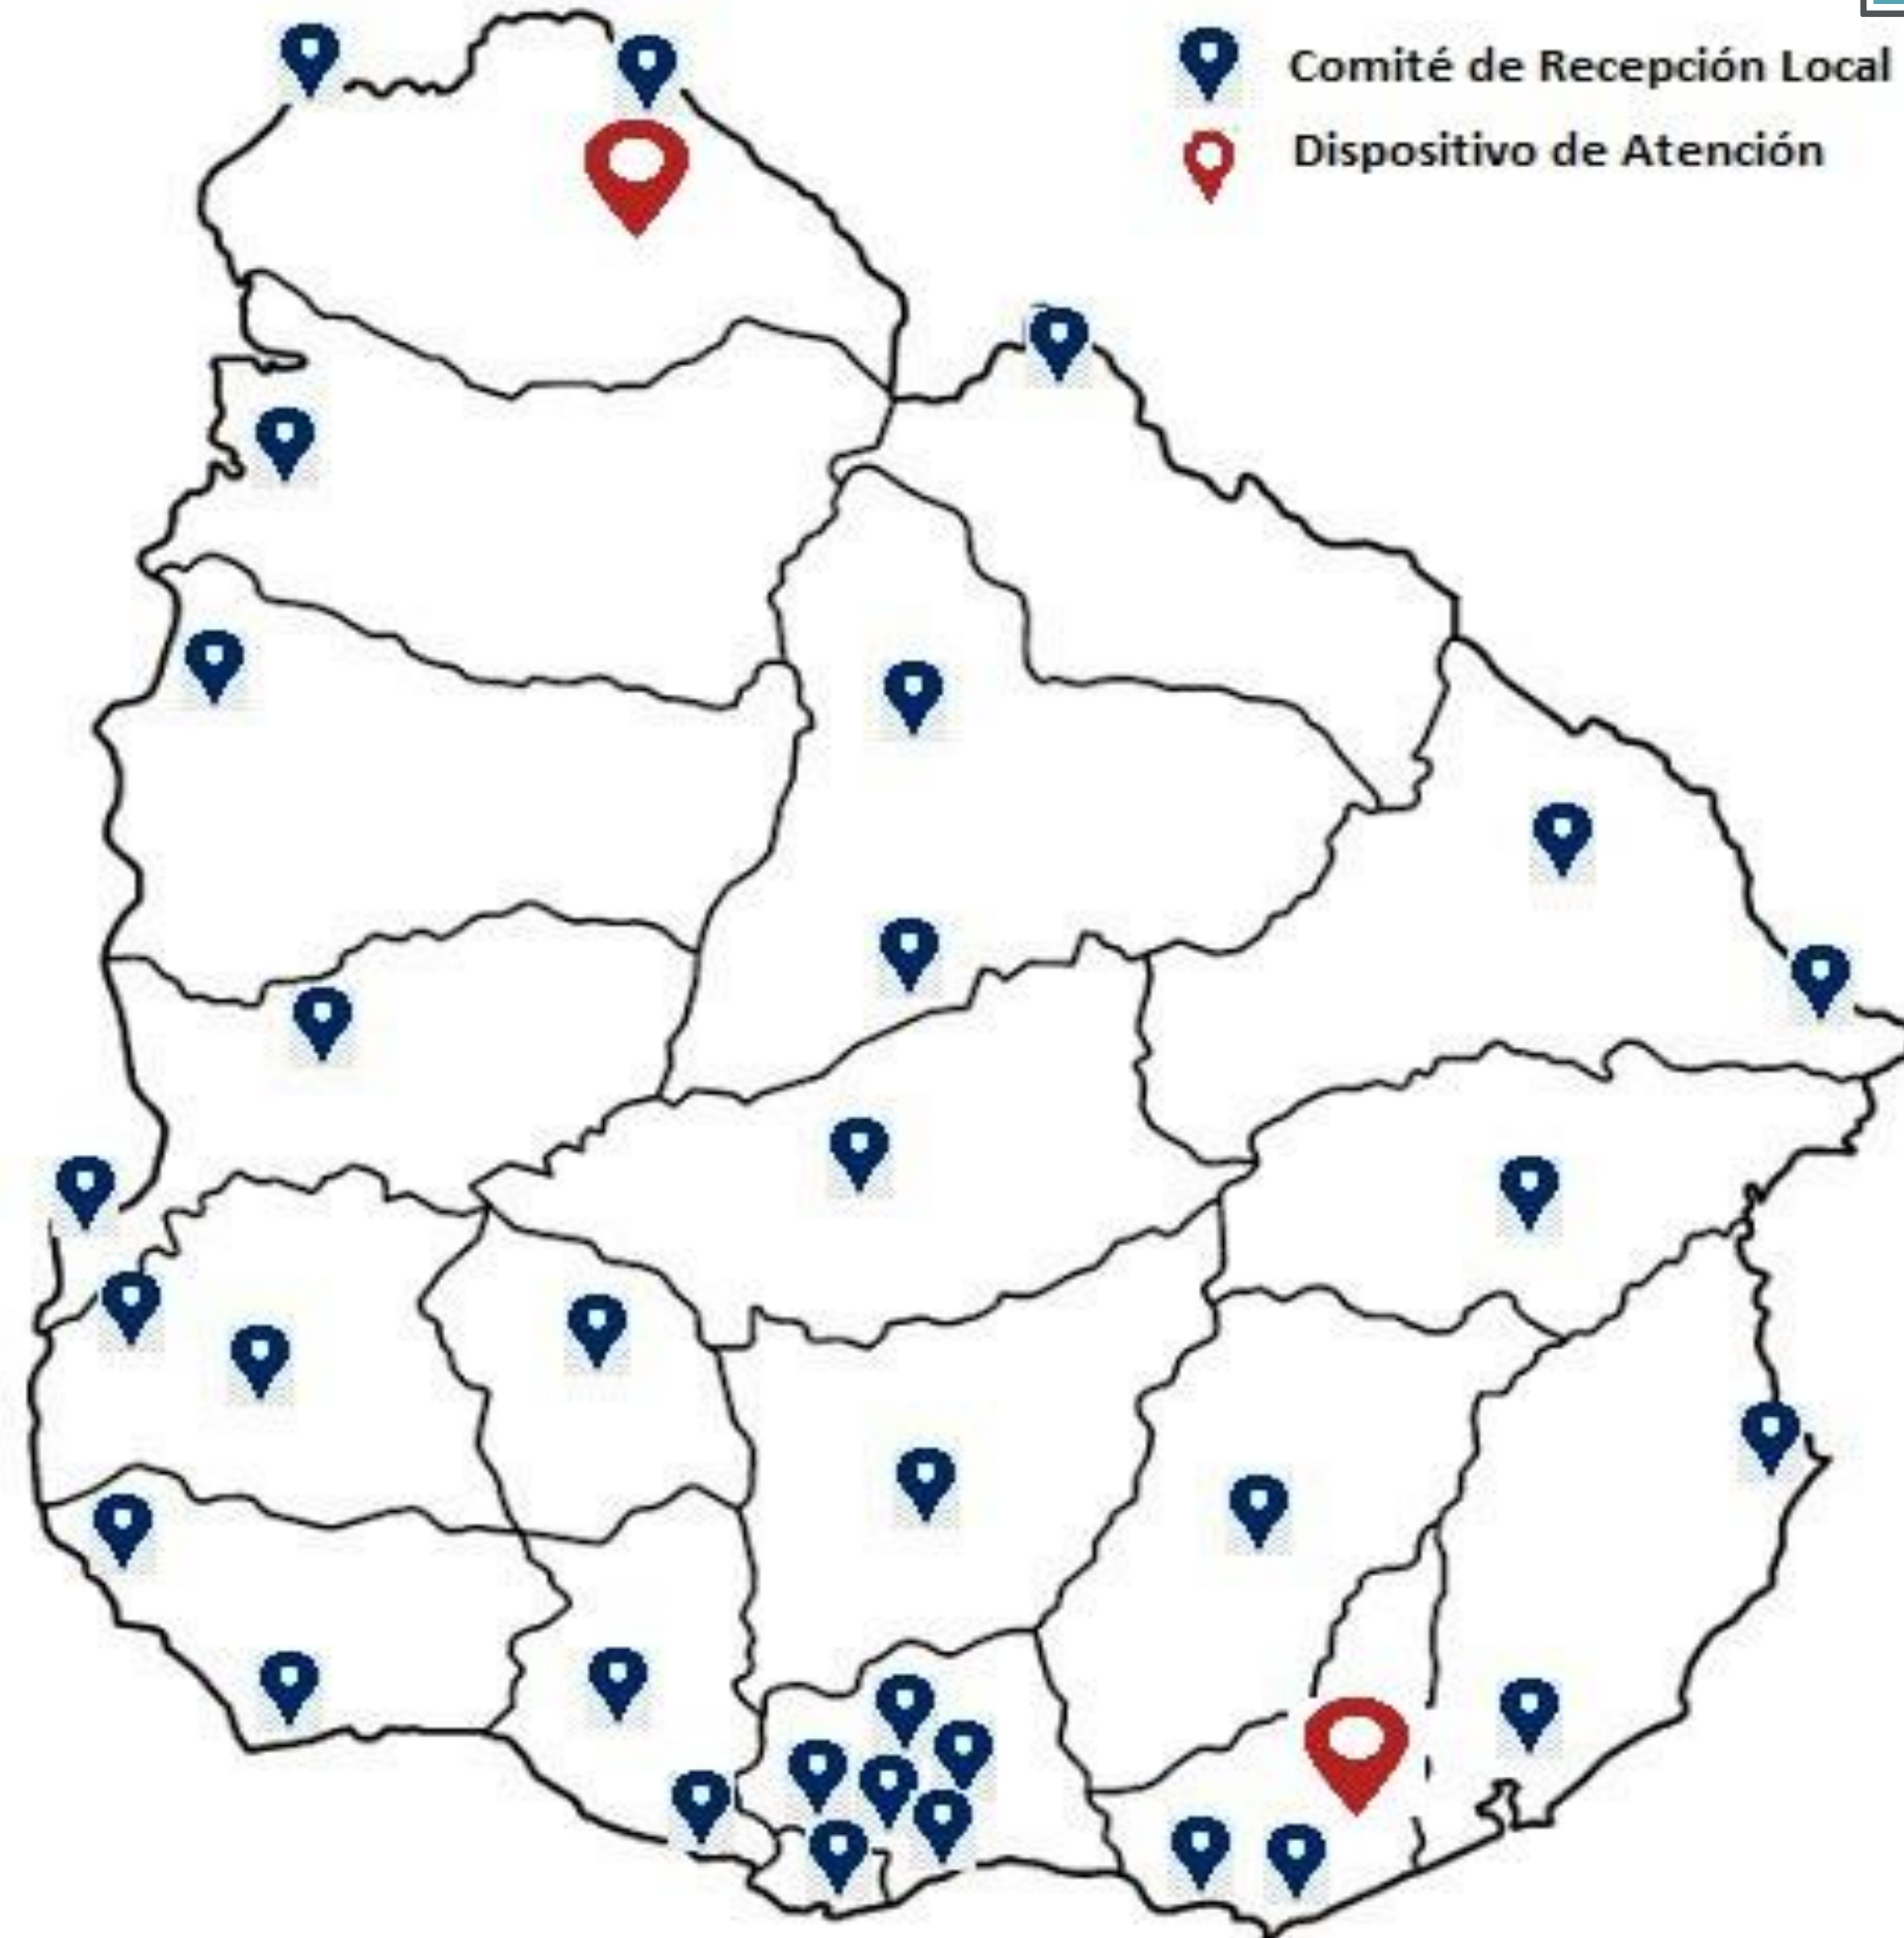 Comité de Recepción Local
Dispositivo de Atención